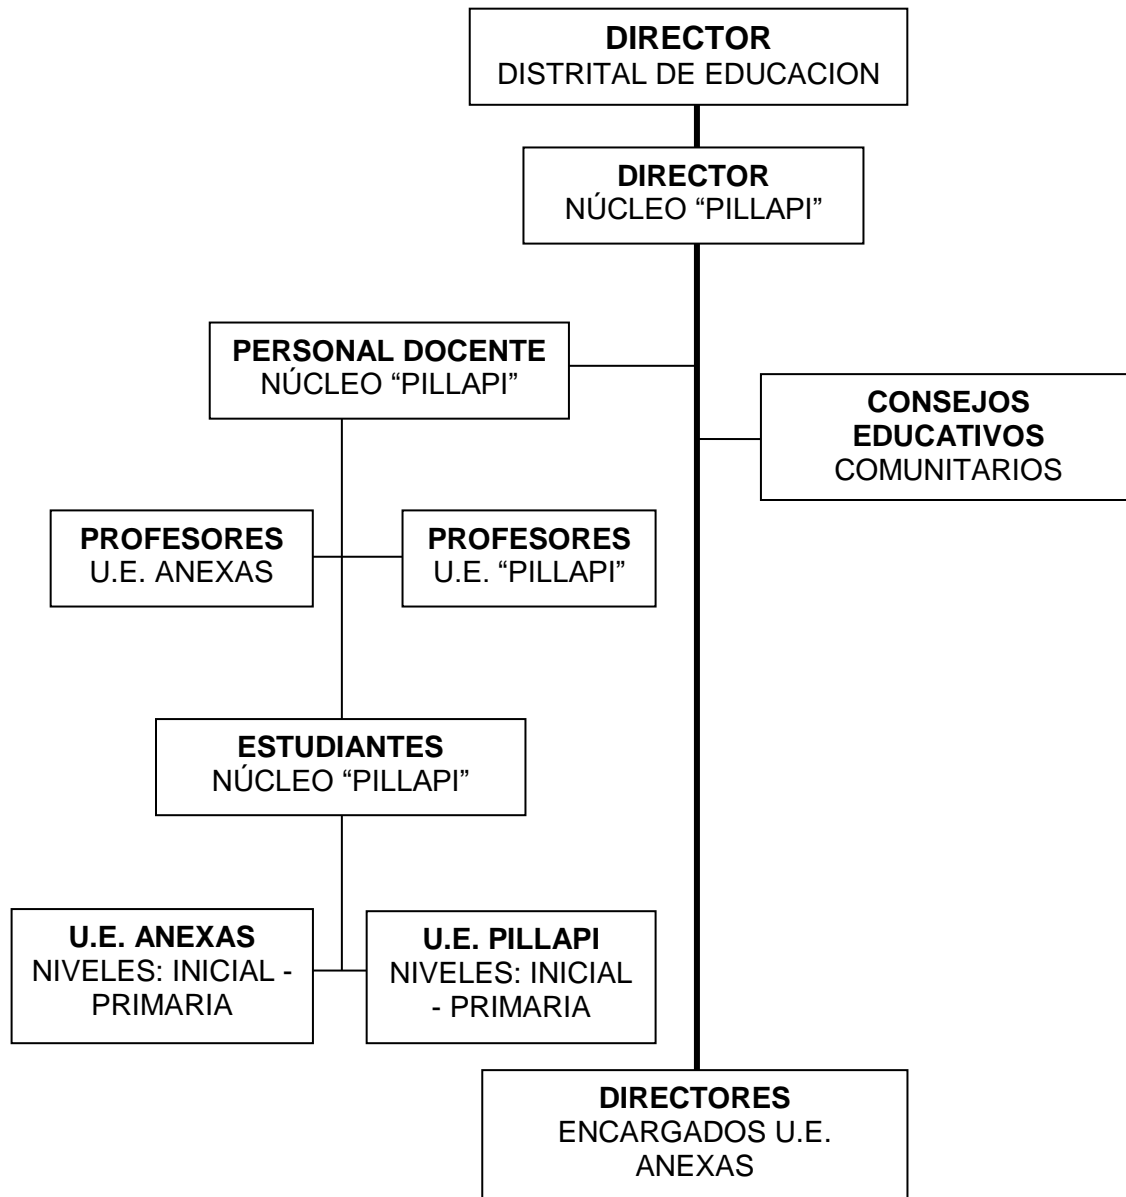 DIRECTOR
DISTRITAL DE EDUCACION
DIRECTOR
NÚCLEO “PILLAPI”
PERSONAL DOCENTE
NÚCLEO “PILLAPI”
CONSEJOS
EDUCATIVOS
COMUNITARIOS
PROFESORES
U.E. ANEXAS
PROFESORES
U.E. “PILLAPI”
ESTUDIANTES
NÚCLEO “PILLAPI”
U.E. ANEXAS
NIVELES: INICIAL -
PRIMARIA
U.E. PILLAPI
NIVELES: INICIAL
- PRIMARIA
DIRECTORES
ENCARGADOS U.E.
ANEXAS